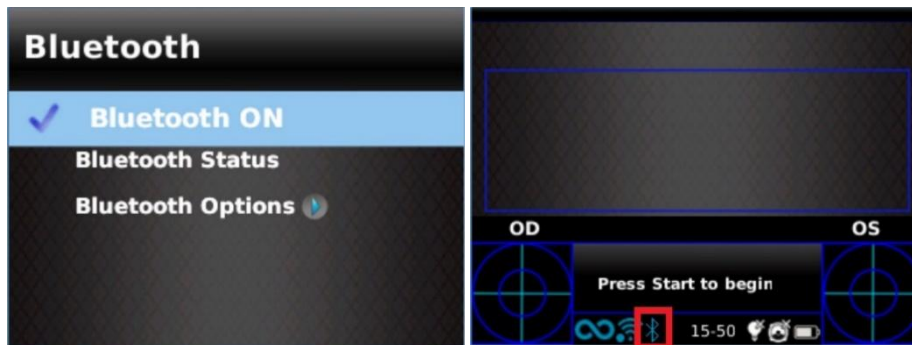 Bluetooth
Bluetooth ON
Bluetooth Status
Bluetooth Options
OD
OS
Press Start to begin
15-50